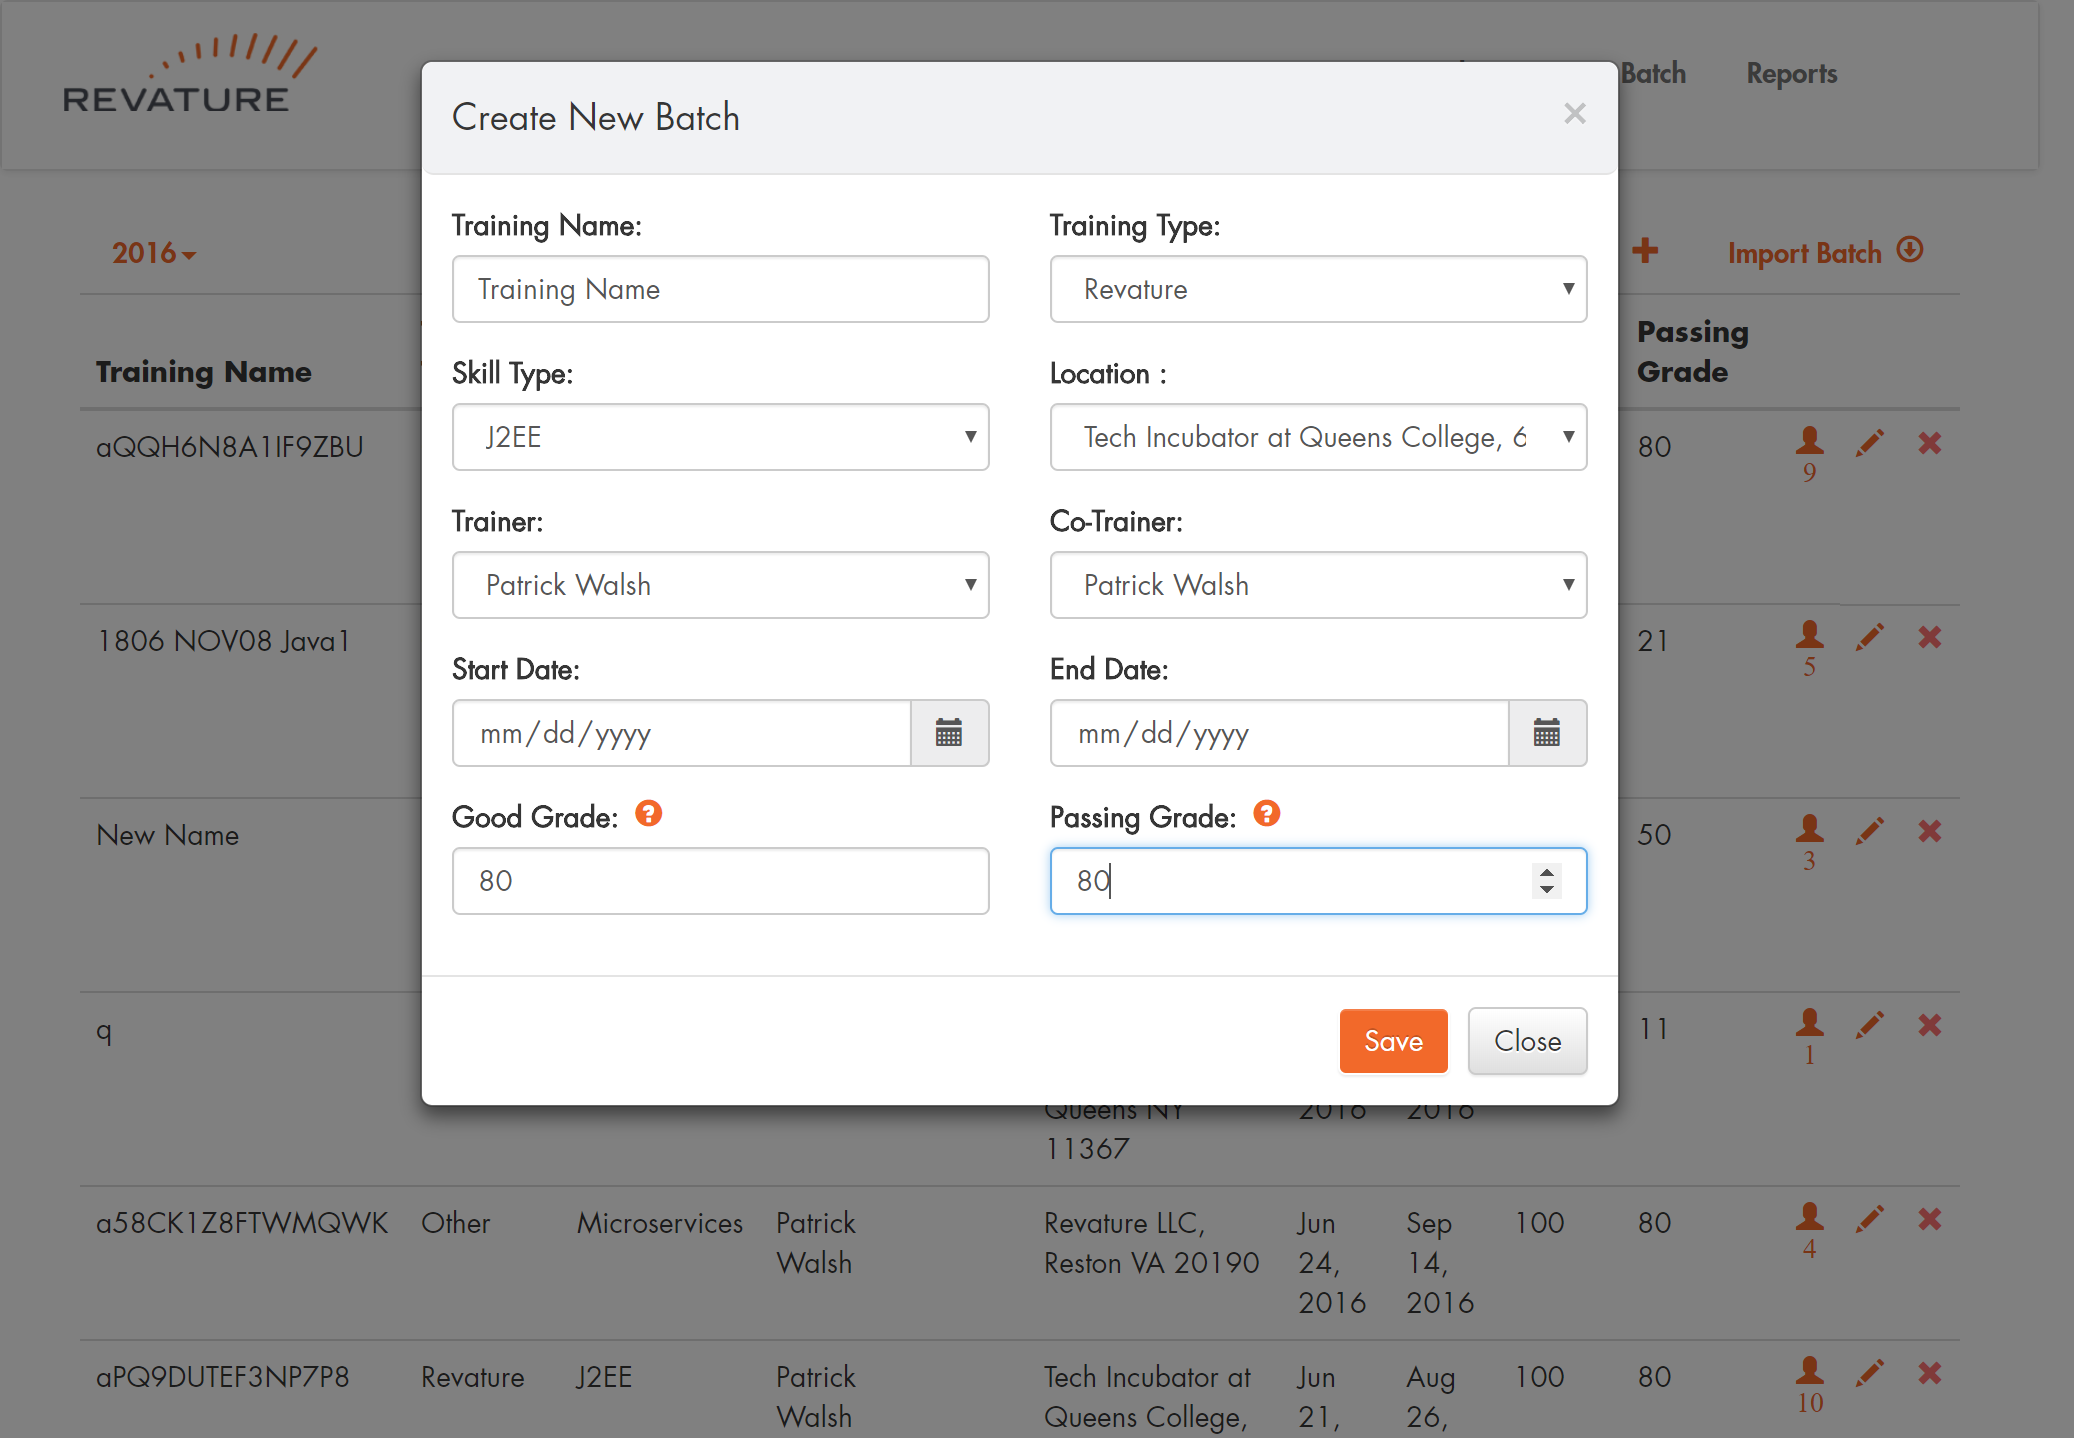 REVATURE
Batch
Reports
Create New Batch
×
2016
Import Batch
Training Name:
Training Type:
Training Name
Revature
Skill Type:
Location :
J2EE
Tech Incubator at Queens College, 6
Trainer:
Co-Trainer:
Patrick Walsh
Patrick Walsh
Start Date:
End Date:
mm/dd/yyyy
mm/dd/yyyy
Good Grade: ?
Passing Grade: ?
80
80
Save
Close
Training Name
Passing
Grade
aQQH6N8A1IF9ZBU
80
9
1806 NOV08 Java1
21
5
New Name
50
3
q
11
1
Queens NY
2016
2016
11367
a58CK1Z8FTWMQWK Other Microservices Patrick Revature LLC, Jun Sep 100 80
Walsh Reston VA 20190 24, 14,
4
2016 2016
aPQ9DUTEF3NP7P8 Revature J2EE Patrick Tech Incubator at Jun Aug 100 80
Walsh Queens College, 21, 26,
10